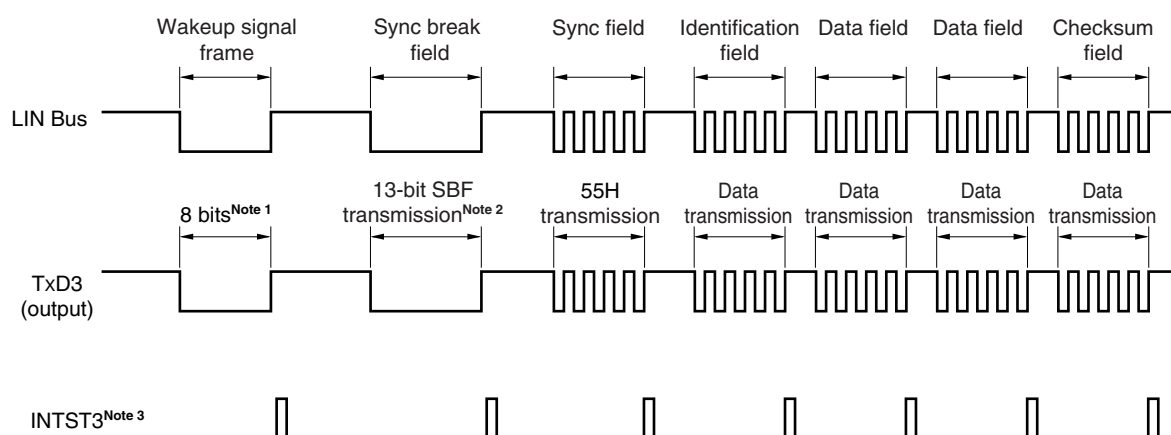 Wakeup signal
frame
Sync break
field
Sync field
Identification
field
Data field
Data field
Checksum
field
LIN Bus
8 bitsNote 1
13-bit SBF
transmissionNote 2
55H
transmission
Data
transmission
Data
transmission
Data
transmission
Data
transmission
TxD3
(output)
INTST3Note 3